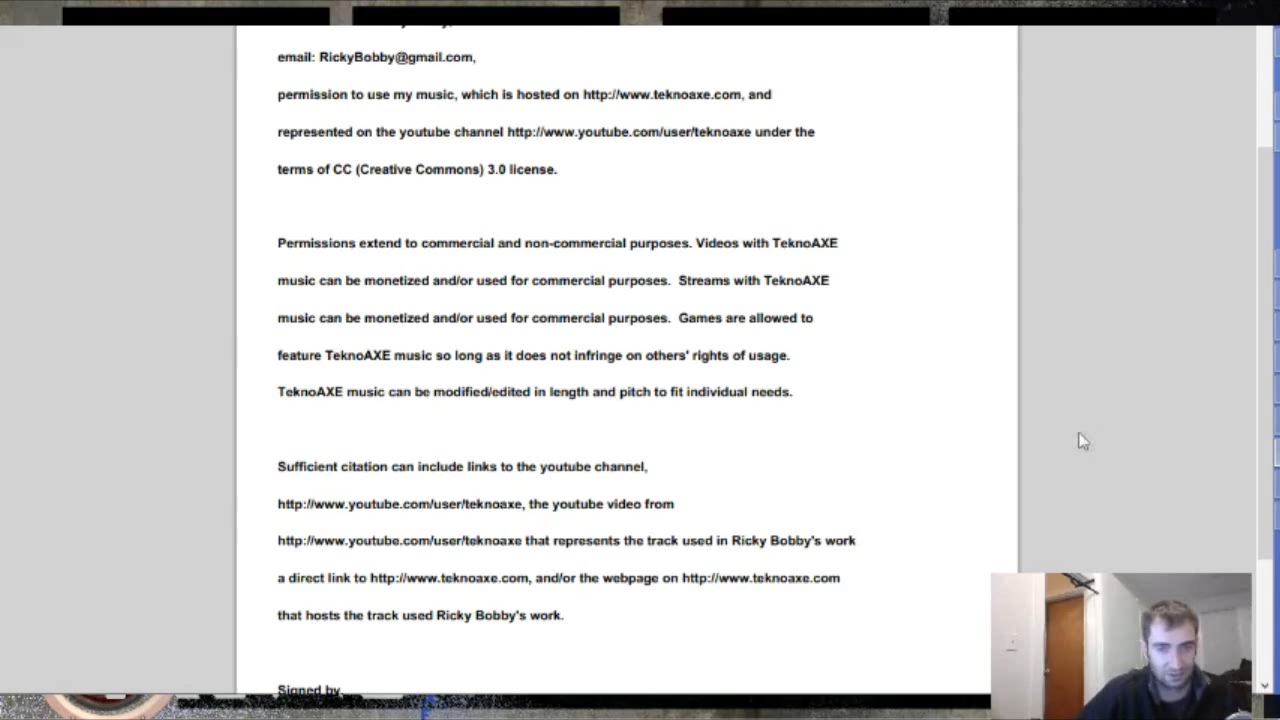 email: RickyBobby@gmail.com,
permission to use my music, which is hosted on http://www.teknoaxe.com, and
represented on the youtube channel http://www.youtube.com/user/teknoaxe under the
terms of CC (Creative Commons) 3.0 license.
Permissions extend to commercial and non-commercial purposes. Videos with TeknoAXE
music can be monetized and/or used for commercial purposes.  Streams with TeknoAXE
music can be monetized and/or used for commercial purposes.  Games are allowed to
feature TeknoAXE music so long as it does not infringe on others' rights of usage.
TeknoAXE music can be modified/edited in length and pitch to fit individual needs.
Sufficient citation can include links to the youtube channel,
http://www.youtube.com/user/teknoaxe, the youtube video from
http://www.youtube.com/user/teknoaxe that represents the track used in Ricky Bobby's work
a direct link to http://www.teknoaxe.com, and/or the webpage on http://www.teknoaxe.com
that hosts the track used Ricky Bobby's work.
Signed by